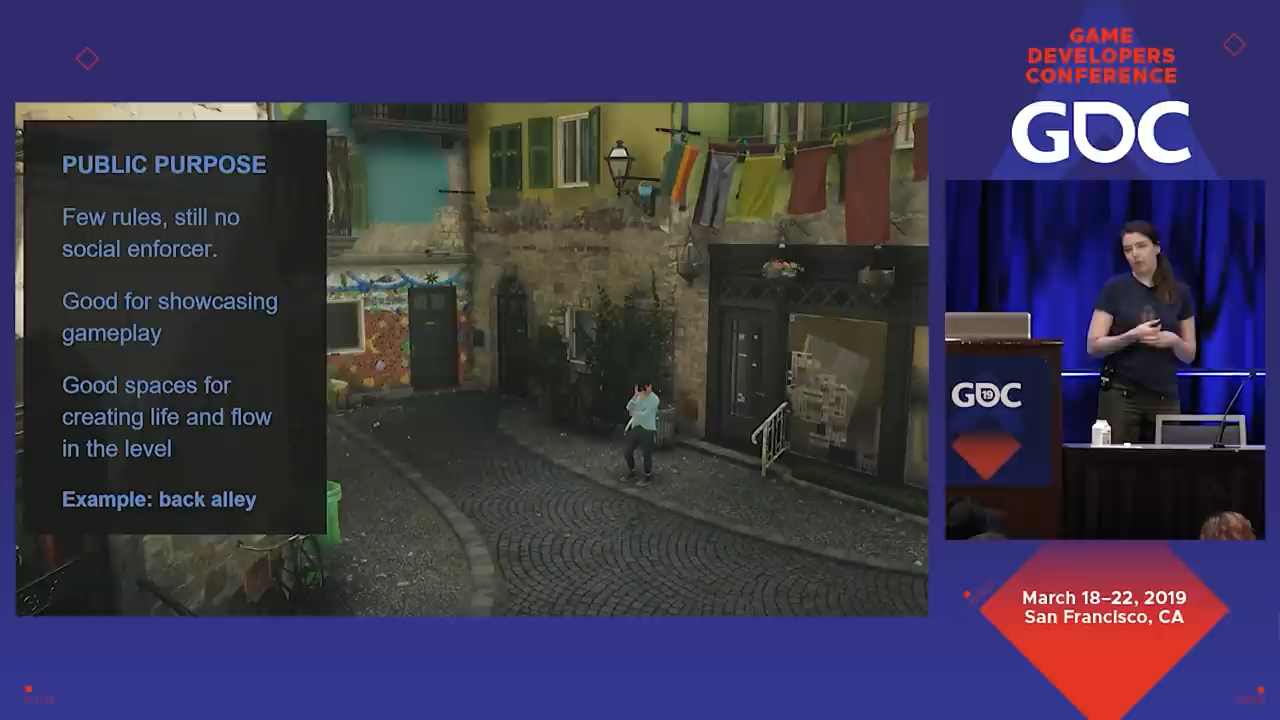 PUBLIC PURPOSE
Few rules, still no
social enforcer.
Good for showcasing
gameplay
Good spaces for
creating life and flow
in the level
Example: back alley
GAME
DEVELOPERS
CONFERENCE
GDC
GDC
19
March 18–22, 2019
San Francisco, CA